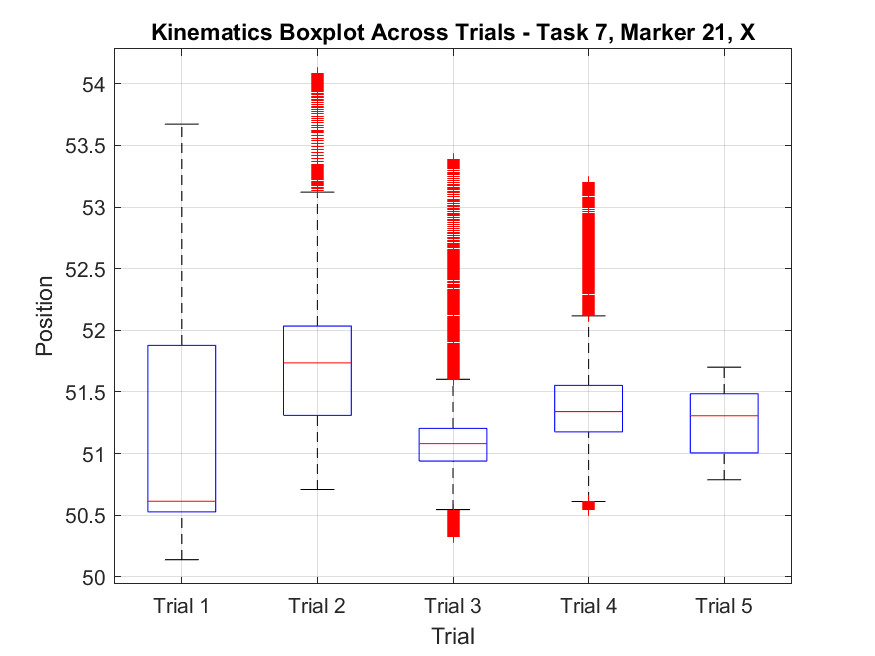 Kinematics Boxplot Across Trials - Task 7, Marker 21, X
54
53.5
53
52.5
52
51.5
51
50.5
50
Position
Trial 1 Trial 2 Trial 3 Trial 4 Trial 5
Trial